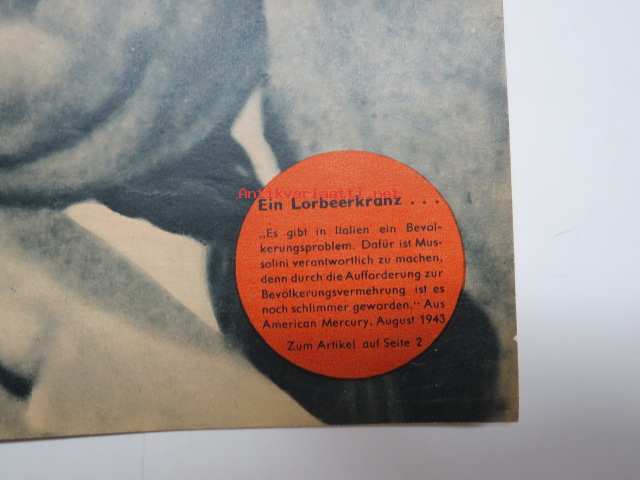 Antikvariaatti.net
Ein Lorbeerkranz . . .
„Es gibt in Italien ein Bevöl-
kerungsproblem. Dafür ist Mus-
solini verantwortlich zu machen,
denn durch die Aufforderung zur
Bevölkerungsvermehrung ist es
noch schlimmer geworden." Aus
American Mercury, August 1943
Zum Artikel auf Seite 2